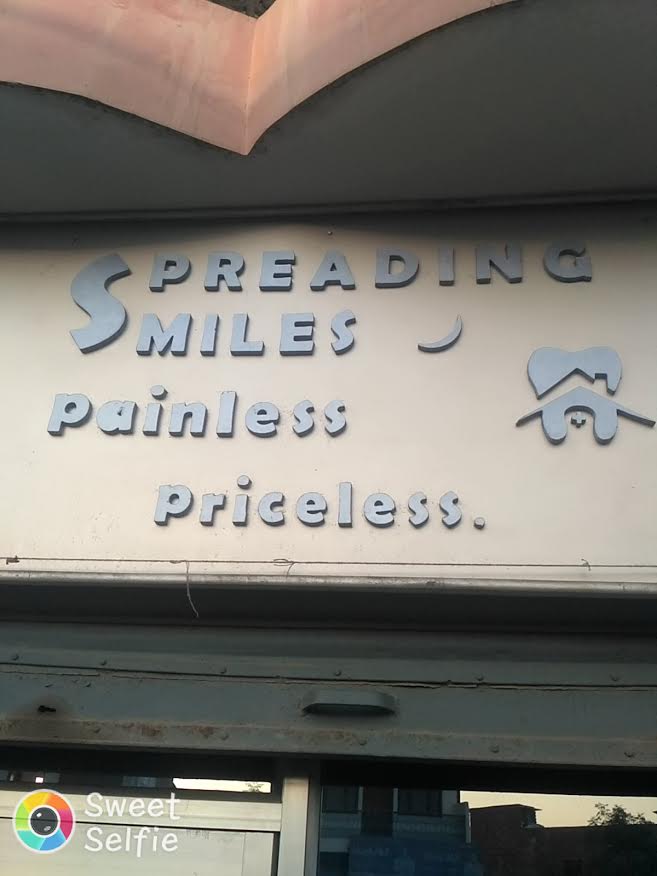 SPREADING
SMILES
painless
priceless.
Sweet
Selfie